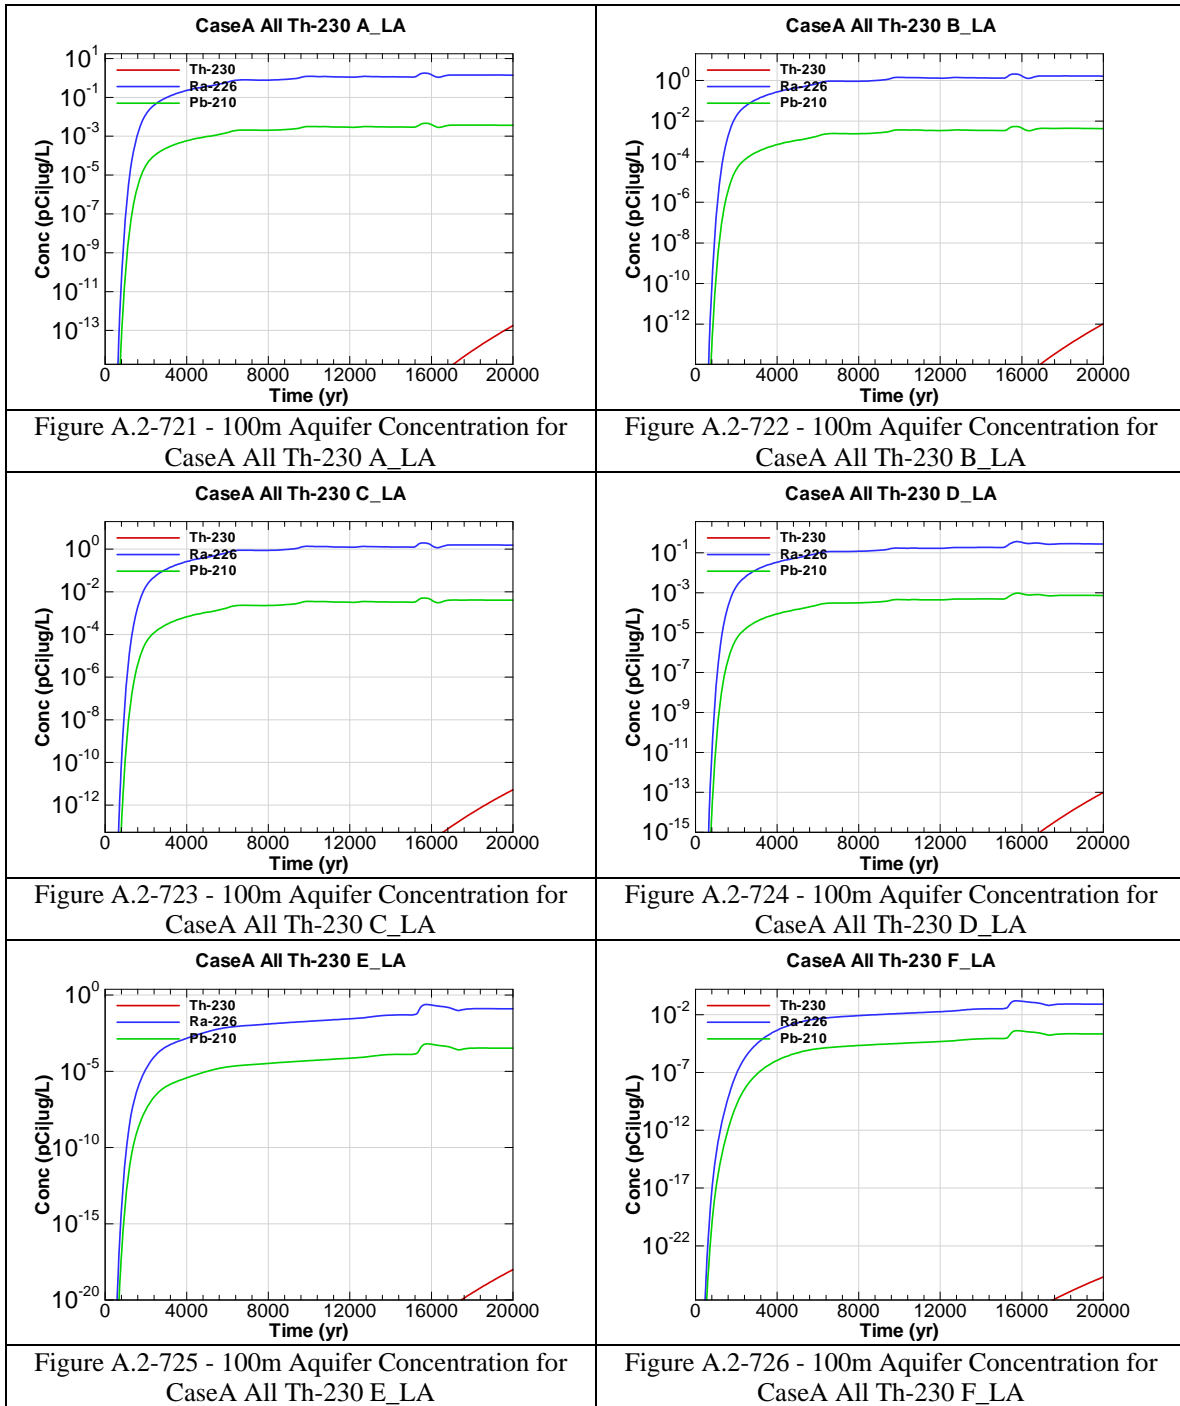 CaseA All Th-230 A_LA
Th-230
Ra-226
Pb-210
Conc (pCi|ug/L)
10^1
10^-1
10^-3
10^-5
10^-7
10^-9
10^-11
10^-13
0 4000 8000 12000 16000 20000
Time (yr)
Figure A.2-721 - 100m Aquifer Concentration for
CaseA All Th-230 A_LA
CaseA All Th-230 B_LA
Th-230
Ra-226
Pb-210
Conc (pCi|ug/L)
10^0
10^-2
10^-4
10^-6
10^-8
10^-10
10^-12
0 4000 8000 12000 16000 20000
Time (yr)
Figure A.2-722 - 100m Aquifer Concentration for
CaseA All Th-230 B_LA
CaseA All Th-230 C_LA
Th-230
Ra-226
Pb-210
Conc (pCi|ug/L)
10^0
10^-2
10^-4
10^-6
10^-8
10^-10
10^-12
0 4000 8000 12000 16000 20000
Time (yr)
Figure A.2-723 - 100m Aquifer Concentration for
CaseA All Th-230 C_LA
CaseA All Th-230 D_LA
Th-230
Ra-226
Pb-210
Conc (pCi|ug/L)
10^-1
10^-3
10^-5
10^-7
10^-9
10^-11
10^-13
10^-15
0 4000 8000 12000 16000 20000
Time (yr)
Figure A.2-724 - 100m Aquifer Concentration for
CaseA All Th-230 D_LA
CaseA All Th-230 E_LA
Th-230
Ra-226
Pb-210
Conc (pCi|ug/L)
10^0
10^-5
10^-10
10^-15
10^-20
0 4000 8000 12000 16000 20000
Time (yr)
Figure A.2-725 - 100m Aquifer Concentration for
CaseA All Th-230 E_LA
CaseA All Th-230 F_LA
Th-230
Ra-226
Pb-210
Conc (pCi|ug/L)
10^-2
10^-7
10^-12
10^-17
10^-22
0 4000 8000 12000 16000 20000
Time (yr)
Figure A.2-726 - 100m Aquifer Concentration for
CaseA All Th-230 F_LA